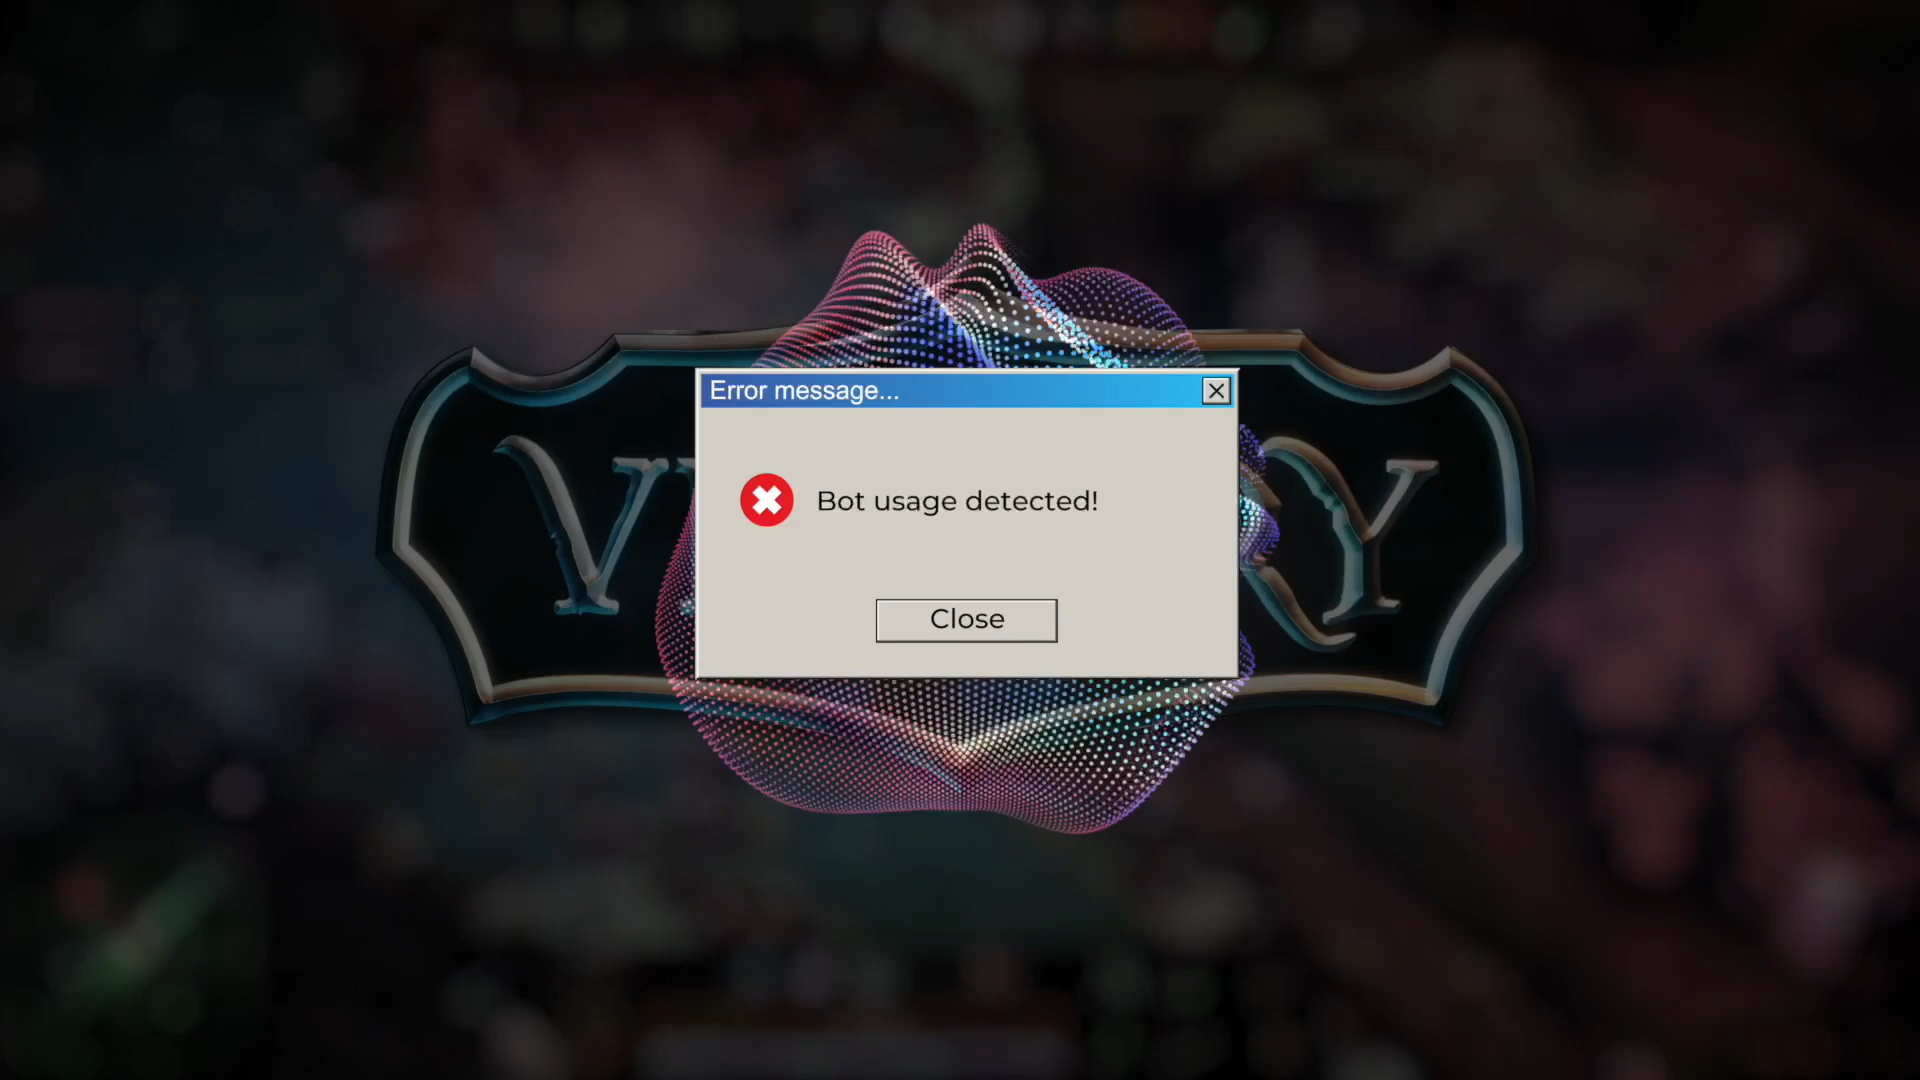 Error message...
V
Y
Bot usage detected!
Close